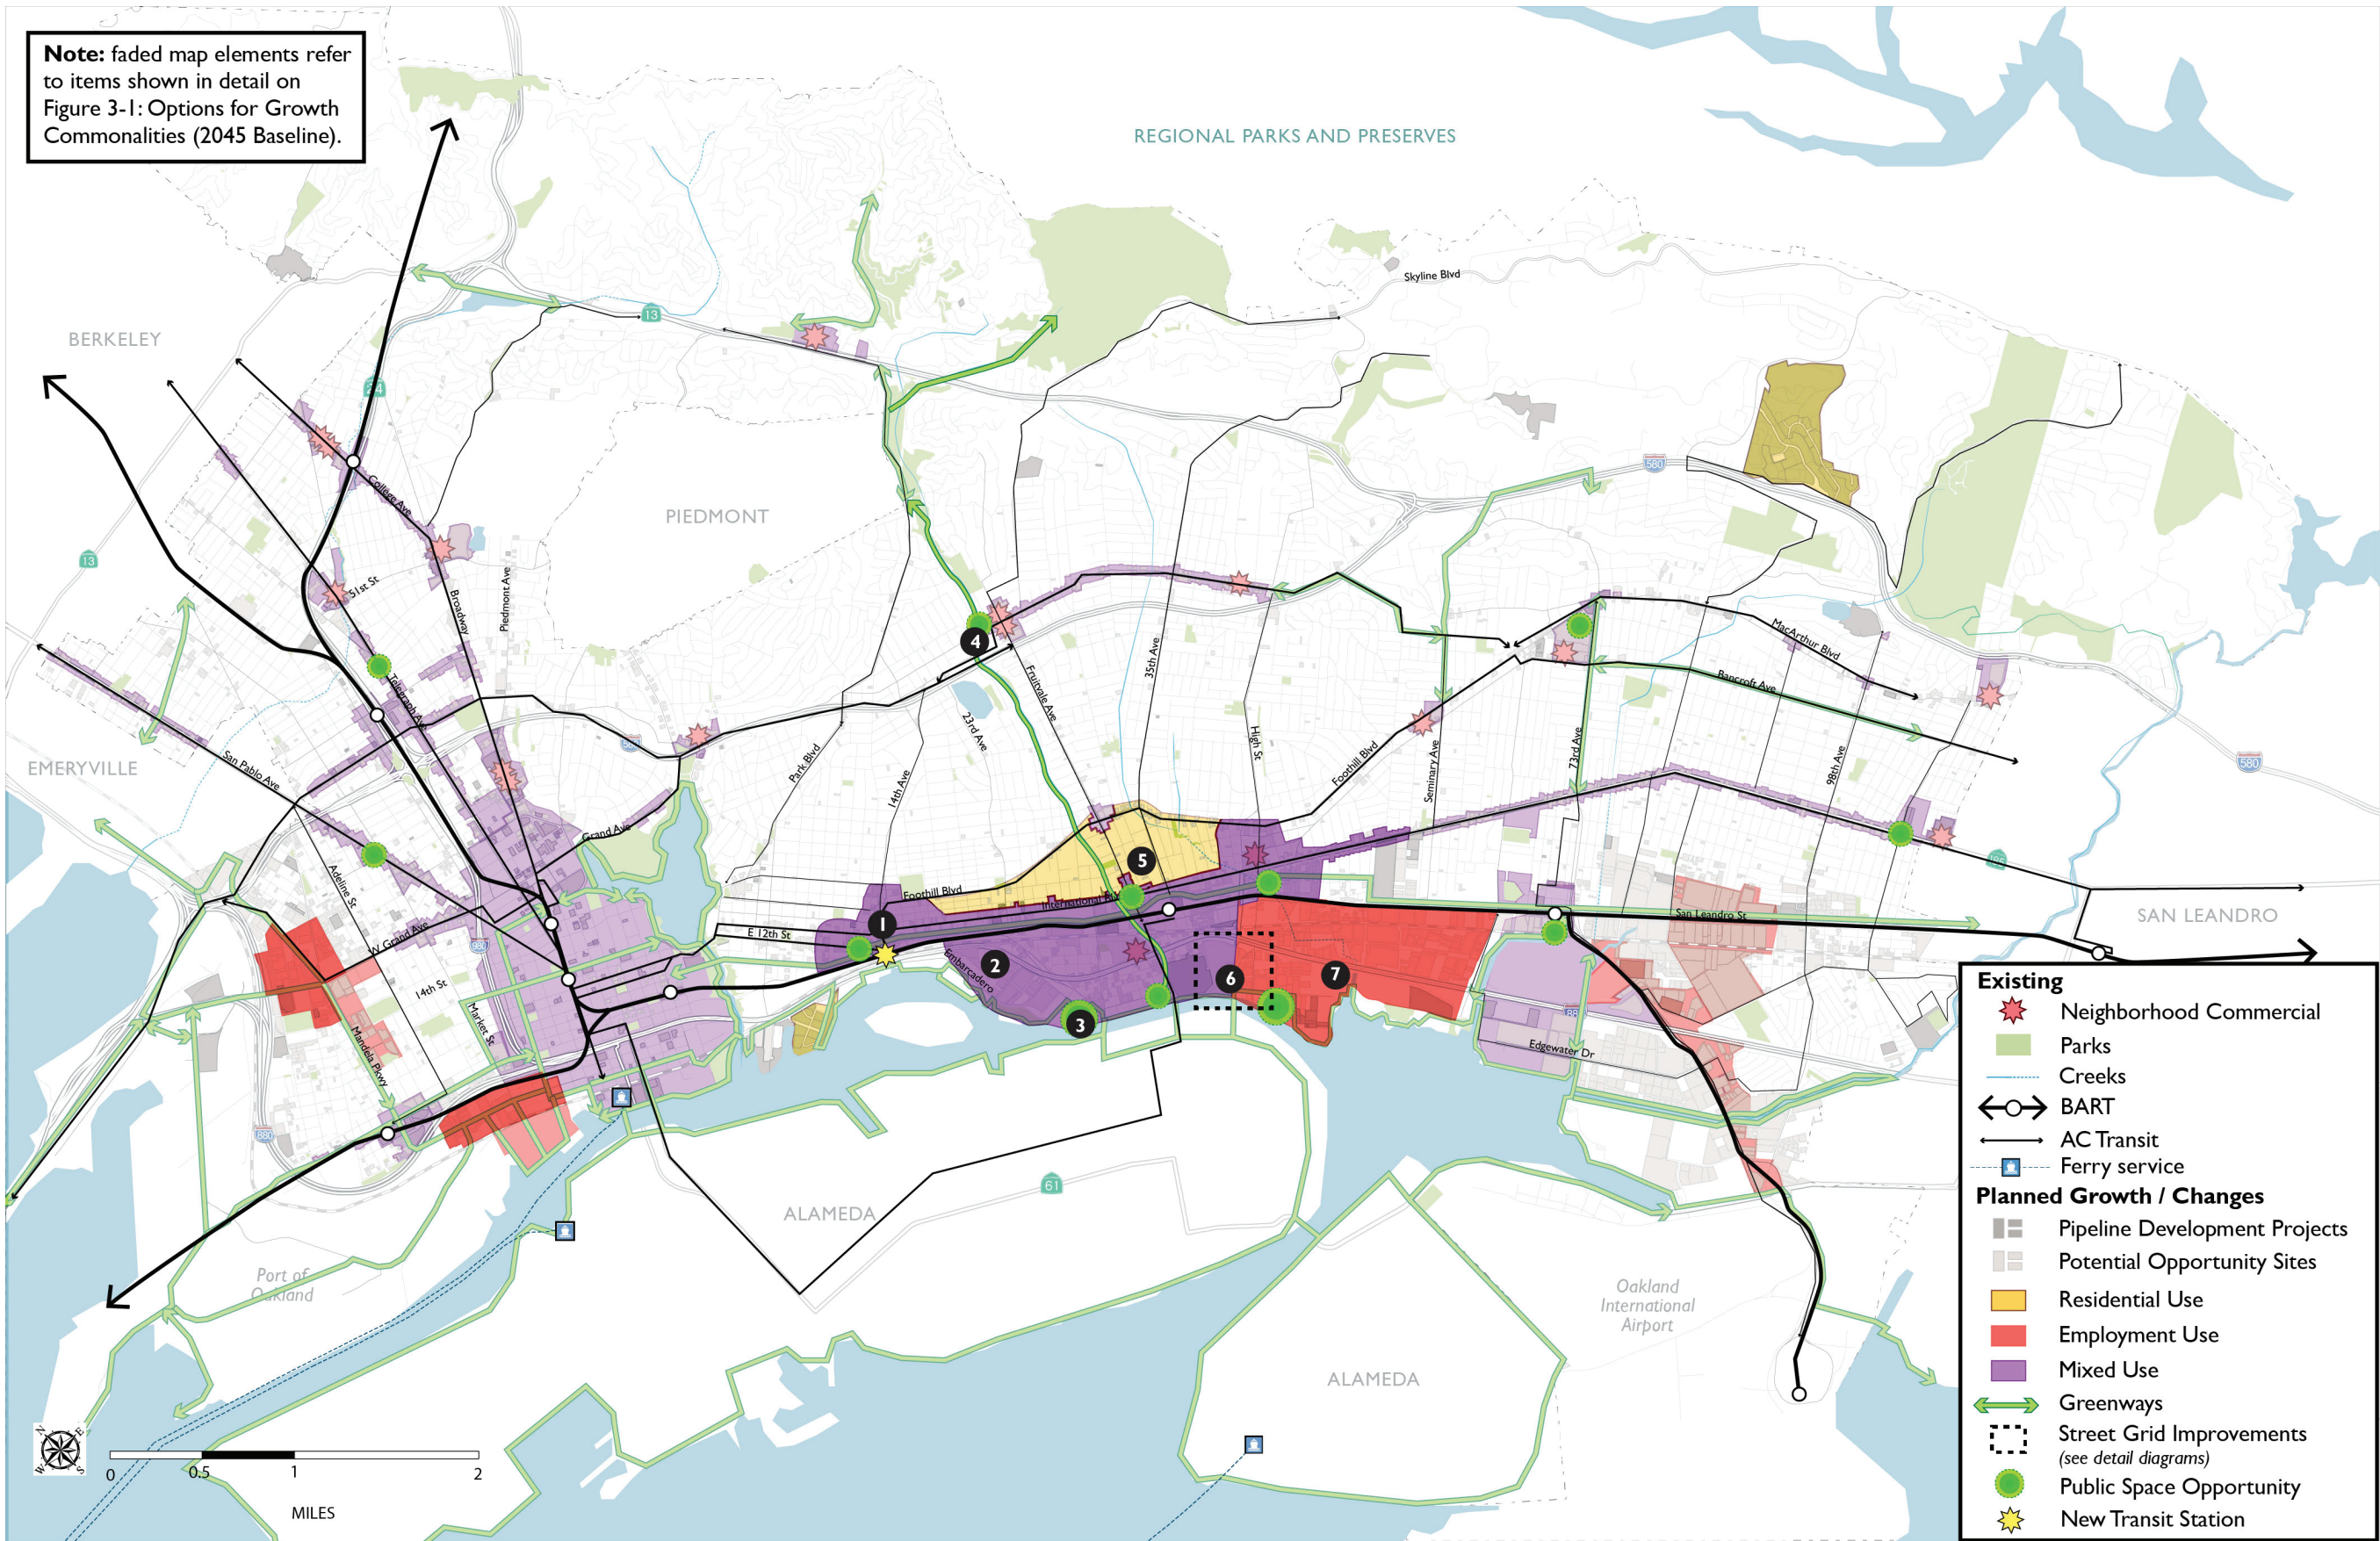 Note: faded map elements refer
to items shown in detail on
Figure 3-1: Options for Growth
Commonalities (2045 Baseline).
REGIONAL PARKS AND PRESERVES
Skyline Blvd
13
BERKELEY
24
College Ave
PIEDMONT
580
13
51st St
Broadway
Piedmont Ave
4
35th Ave
MacArthur Blvd
Fruitvale Ave
Telegraph Ave
Bancroft Ave
23rd Ave
High St
73rd Ave
580
EMERYVILLE
San Pablo Ave
Park Blvd
14th Ave
Foothill Blvd
Seminary Ave
98th Ave
580
Grand Ave
5
Adeline St
Foothill Blvd
International Blvd
185
San Leandro St
SAN LEANDRO
1
E 12th St
W Grand Ave
980
2
Embarcadero
6
7
14th St
Market St
3
880
Mandela Pkwy
Edgewater Dr
880
61
ALAMEDA
Port of
Oakland
Oakland
International
Airport
ALAMEDA
N
E
S
W
0
0.5
1
2
MILES
Existing
Neighborhood Commercial
Parks
Creeks
BART
AC Transit
Ferry service
Planned Growth / Changes
Pipeline Development Projects
Potential Opportunity Sites
Residential Use
Employment Use
Mixed Use
Greenways
Street Grid Improvements
(see detail diagrams)
Public Space Opportunity
New Transit Station